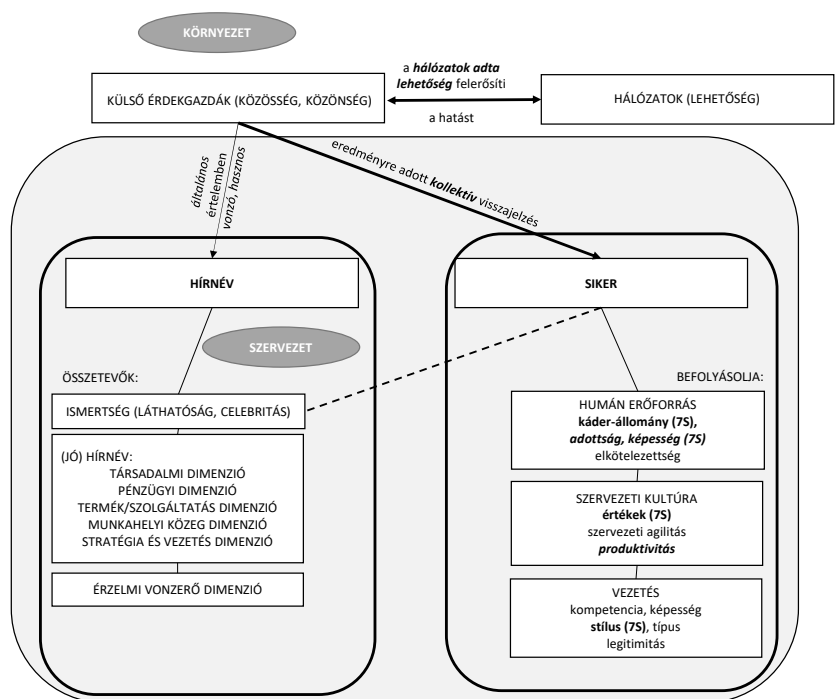 KÖRNYEZET
KÜLSŐ ÉRDEKGAZDÁK (KÖZÖSSÉG, KÖZÖNSÉG)
a hálózatok adta
lehetőség felerősíti
a hatást
HÁLÓZATOK (LEHETŐSÉG)
általános
értelemben
vonzó, hasznos
eredményre adott kollektív visszajelzés
HÍRNÉV
SIKER
SZERVEZET
ÖSSZETEVŐK:
BEFOLYÁSOLJA:
ISMERTSÉG (LÁTHATÓSÁG, CELEBRITÁS)
(JÓ) HÍRNÉV:
TÁRSADALMI DIMENZIÓ
PÉNZÜGYI DIMENZIÓ
TERMÉK/SZOLGÁLTATÁS DIMENZIÓ
MUNKAHELYI KÖZEG DIMENZIÓ
STRATÉGIA ÉS VEZETÉS DIMENZIÓ
ÉRZELMI VONZERŐ DIMENZIÓ
HUMÁN ERŐFORRÁS
káder-állomány (7S),
adottság, képesség (7S)
elkötelezettség
SZERVEZETI KULTÚRA
értékek (7S)
szervezeti agilitás
produktivitás
VEZETÉS
kompetencia, képesség
stílus (7S), típus
legitimitás